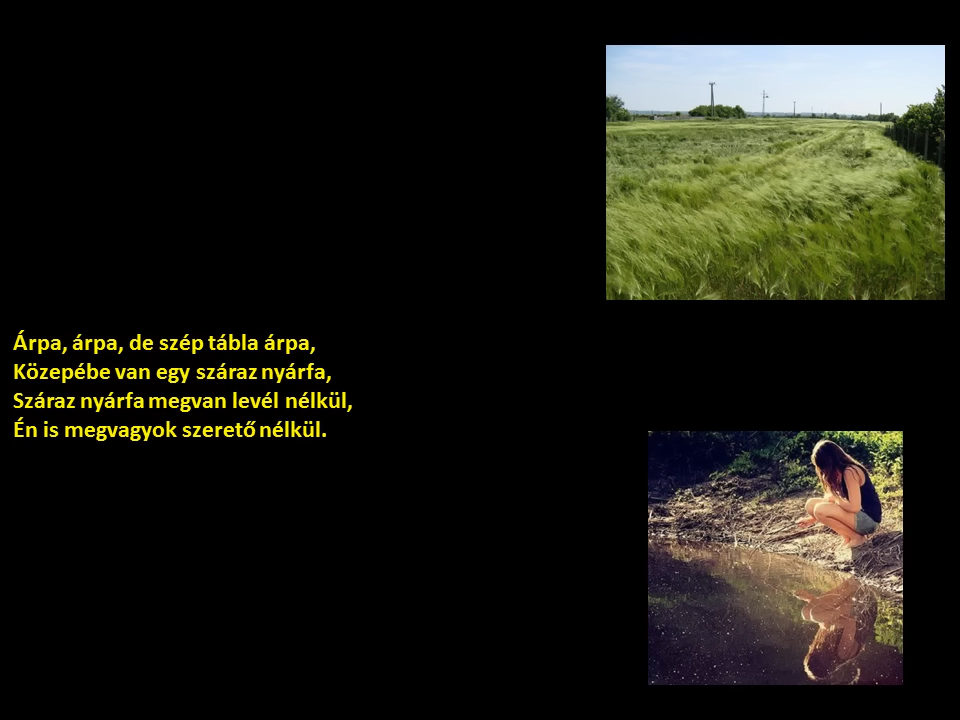 Árpa, árpa, de szép tábla árpa,
Közepébe van egy száraz nyárfa,
Száraz nyárfa megvan levél nélkül,
Én is megvagyok szerető nélkül.